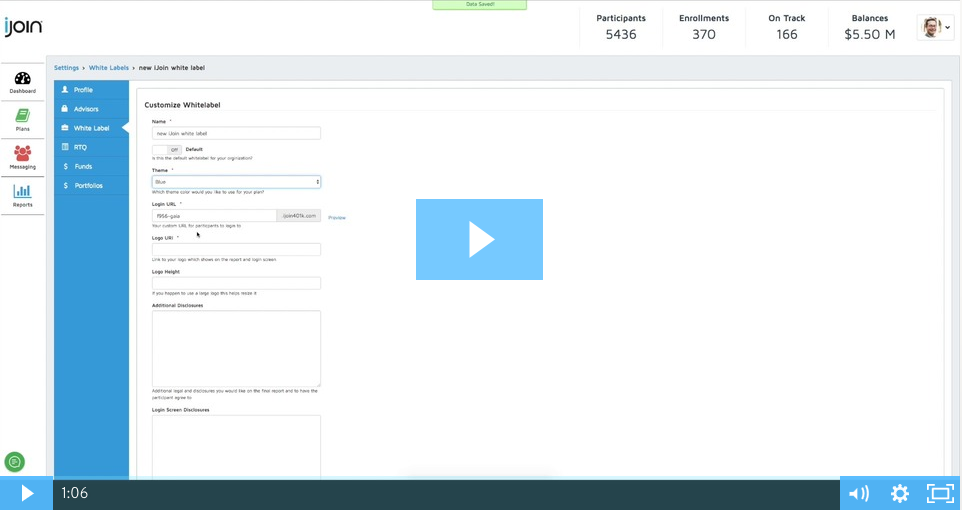 Data Saved!
ijoin
Participants
5436
Enrollments
370
On Track
166
Balances
$5.50 M
Settings › White Labels › new iJoin white label
Dashboard
Plans
Messaging
Reports
Profile
Advisors
White Label
RTQ
Funds
Portfolios
Customize Whitelabel
Name *
new iJoin white label
Off Default
Is this the default whitelabel for your orginization?
Theme *
Blue
Which theme color would you like to use for your plan?
Login URL *
f956-gaia .ijoin401k.com Preview
Your custom URL for participants to login to
Logo URl *
Link to your logo which shows on the report and login screen
Logo Height
If you happen to use a large logo this helps resize it
Additional Disclosures
Additional legal and disclosures you would like on the final report and to have the
participant agree to
Login Screen Disclosures
1:06